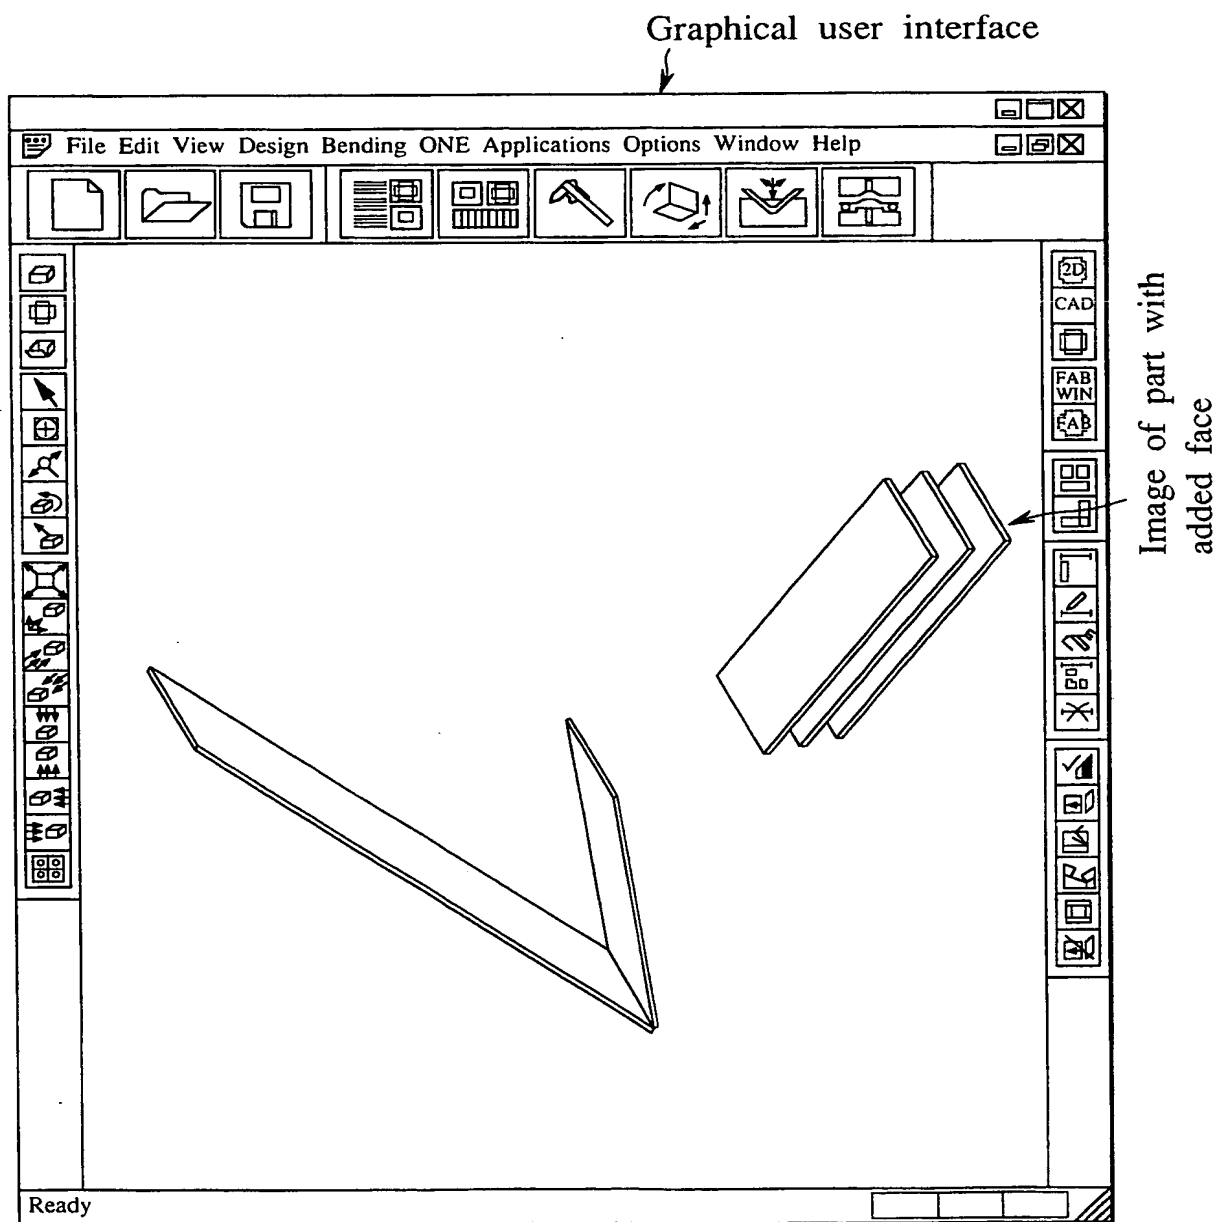 Graphical user interface
File Edit View Design Bending ONE Applications Options Window Help
2D
CAD
FAB
WIN
FAB
Image of part with
added face
Ready